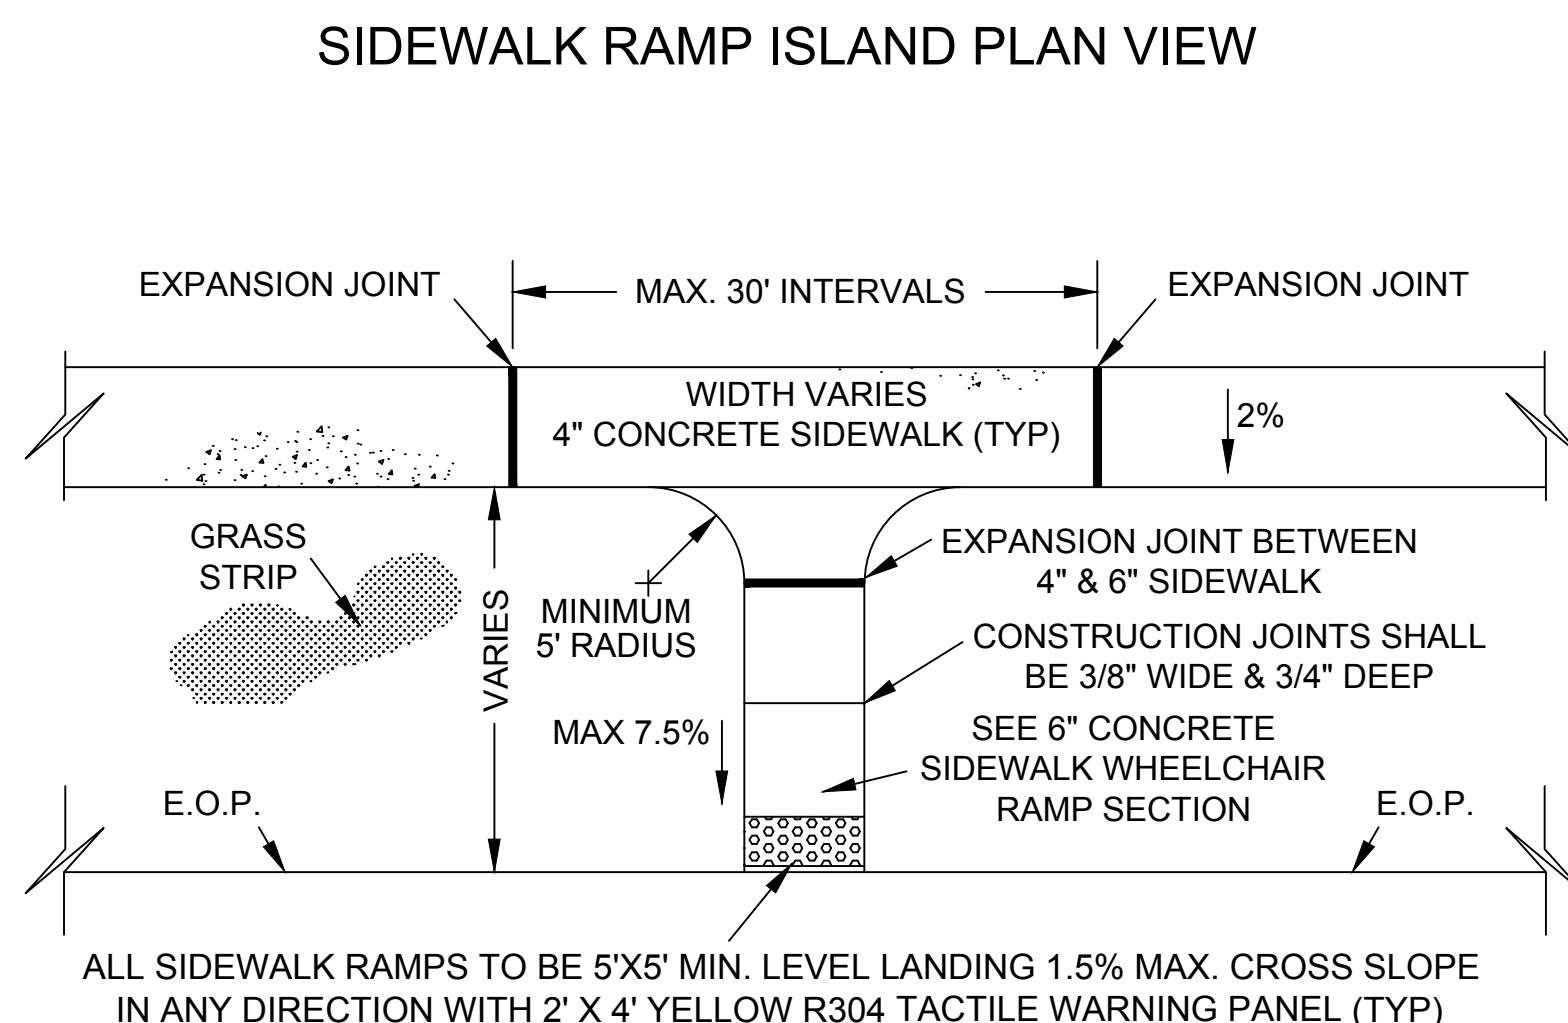 SIDEWALK RAMP ISLAND PLAN VIEW
EXPANSION JOINT
MAX. 30' INTERVALS
EXPANSION JOINT
WIDTH VARIES
4" CONCRETE SIDEWALK (TYP)
2%
GRASS
STRIP
VARIES
MINIMUM
5' RADIUS
EXPANSION JOINT BETWEEN
4" & 6" SIDEWALK
CONSTRUCTION JOINTS SHALL
BE 3/8" WIDE & 3/4" DEEP
MAX 7.5%
SEE 6" CONCRETE
SIDEWALK WHEELCHAIR
RAMP SECTION
E.O.P.
E.O.P.
ALL SIDEWALK RAMPS TO BE 5'X5' MIN. LEVEL LANDING 1.5% MAX. CROSS SLOPE
IN ANY DIRECTION WITH 2' X 4' YELLOW R304 TACTILE WARNING PANEL (TYP)